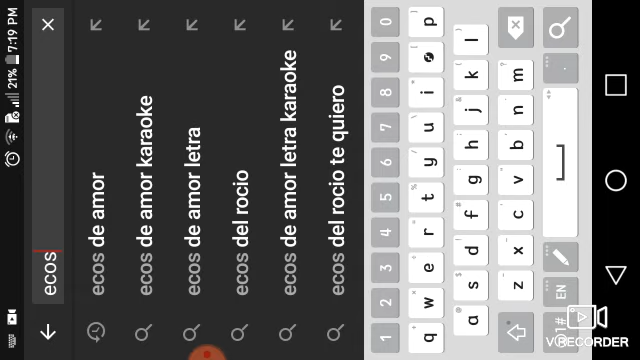 21% 7:19 PM
ecos
ecos de amor
ecos de amor karaoke
ecos de amor letra
ecos del rocio
ecos de amor letra karaoke
ecos del rocio te quiero
1 2 3 4 5 6 7 8 9 0
q w e r t y u i p
a s d f g h j k l
z x c v b n m
@1# EN
V RECORDER